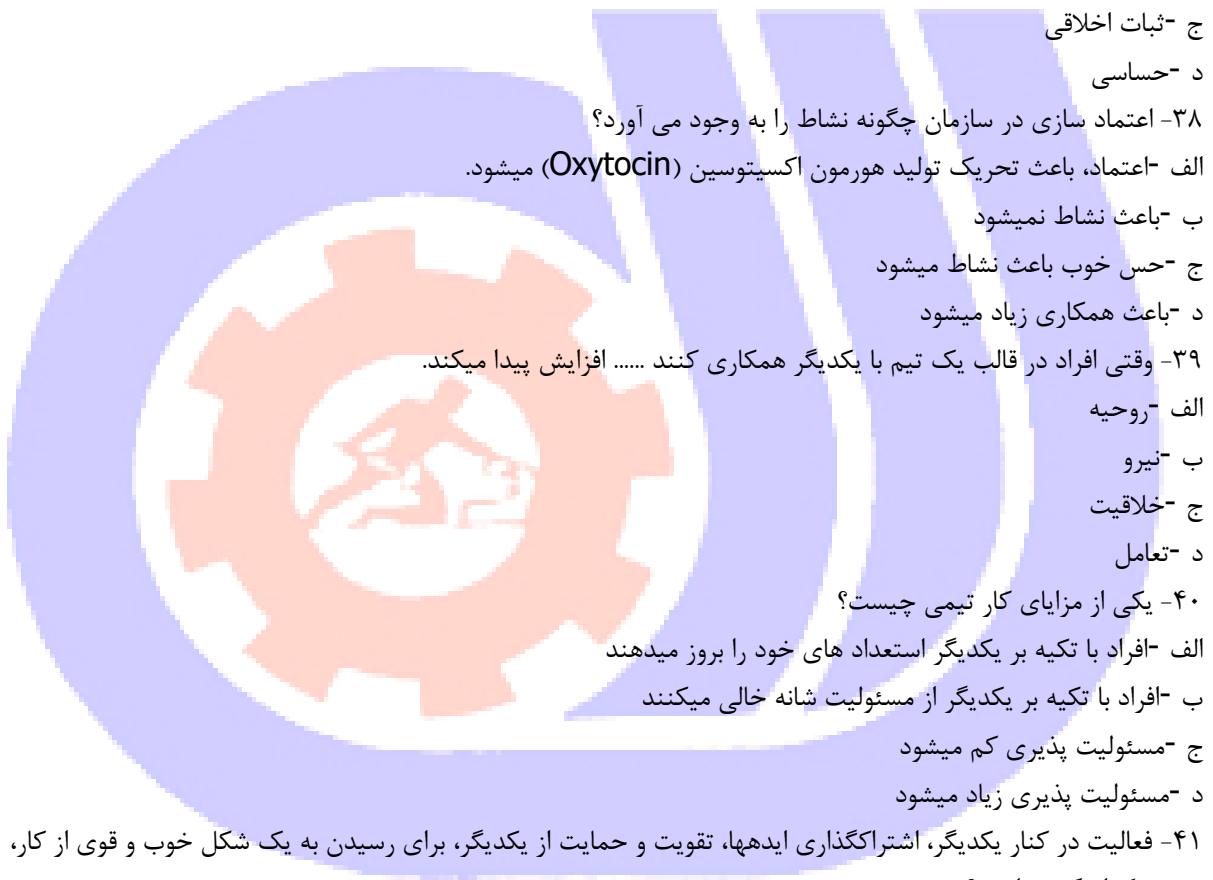 ج -ثبات اخلاقی
د -حساسی
۳۸- اعتماد سازی در سازمان چگونه نشاط را به وجود می آورد؟
الف -اعتماد، باعث تحریک تولید هورمون اکسیتوسین (Oxytocin) میشود.
ب -باعث نشاط نمیشود
ج -حس خوب باعث نشاط میشود
د -باعث همکاری زیاد میشود
۳۹- وقتی افراد در قالب یک تیم با یکدیگر همکاری کنند ...... افزایش پیدا میکند.
الف -روحیه
ب -نیرو
ج -خلاقیت
د -تعامل
۴۰- یکی از مزایای کار تیمی چیست؟
الف -افراد با تکیه بر یکدیگر استعداد های خود را بروز میدهند
ب -افراد با تکیه بر یکدیگر از مسئولیت شانه خالی میکنند
ج -مسئولیت پذیری کم میشود
د -مسئولیت پذیری زیاد میشود
۴۱- فعالیت در کنار یکدیگر، اشتراکگذاری ایدهها، تقویت و حمایت از یکدیگر، برای رسیدن به یک شکل خوب و قوی از کار،